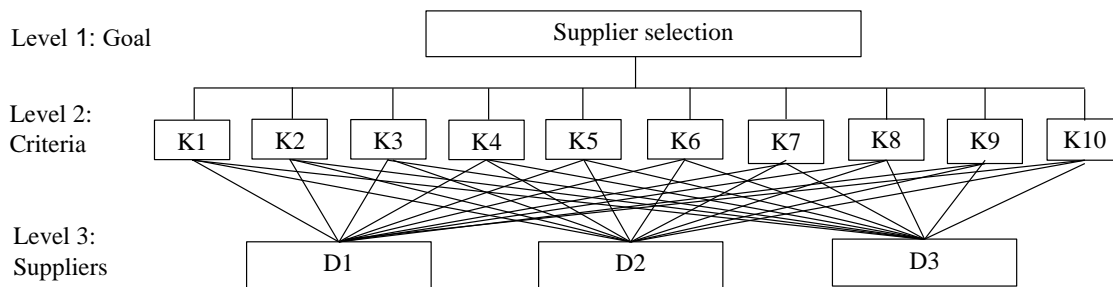 Level 1: Goal
Supplier selection
Level 2:
Criteria
K1 K2 K3 K4 K5 K6 K7 K8 K9 K10
Level 3:
Suppliers
D1 D2 D3